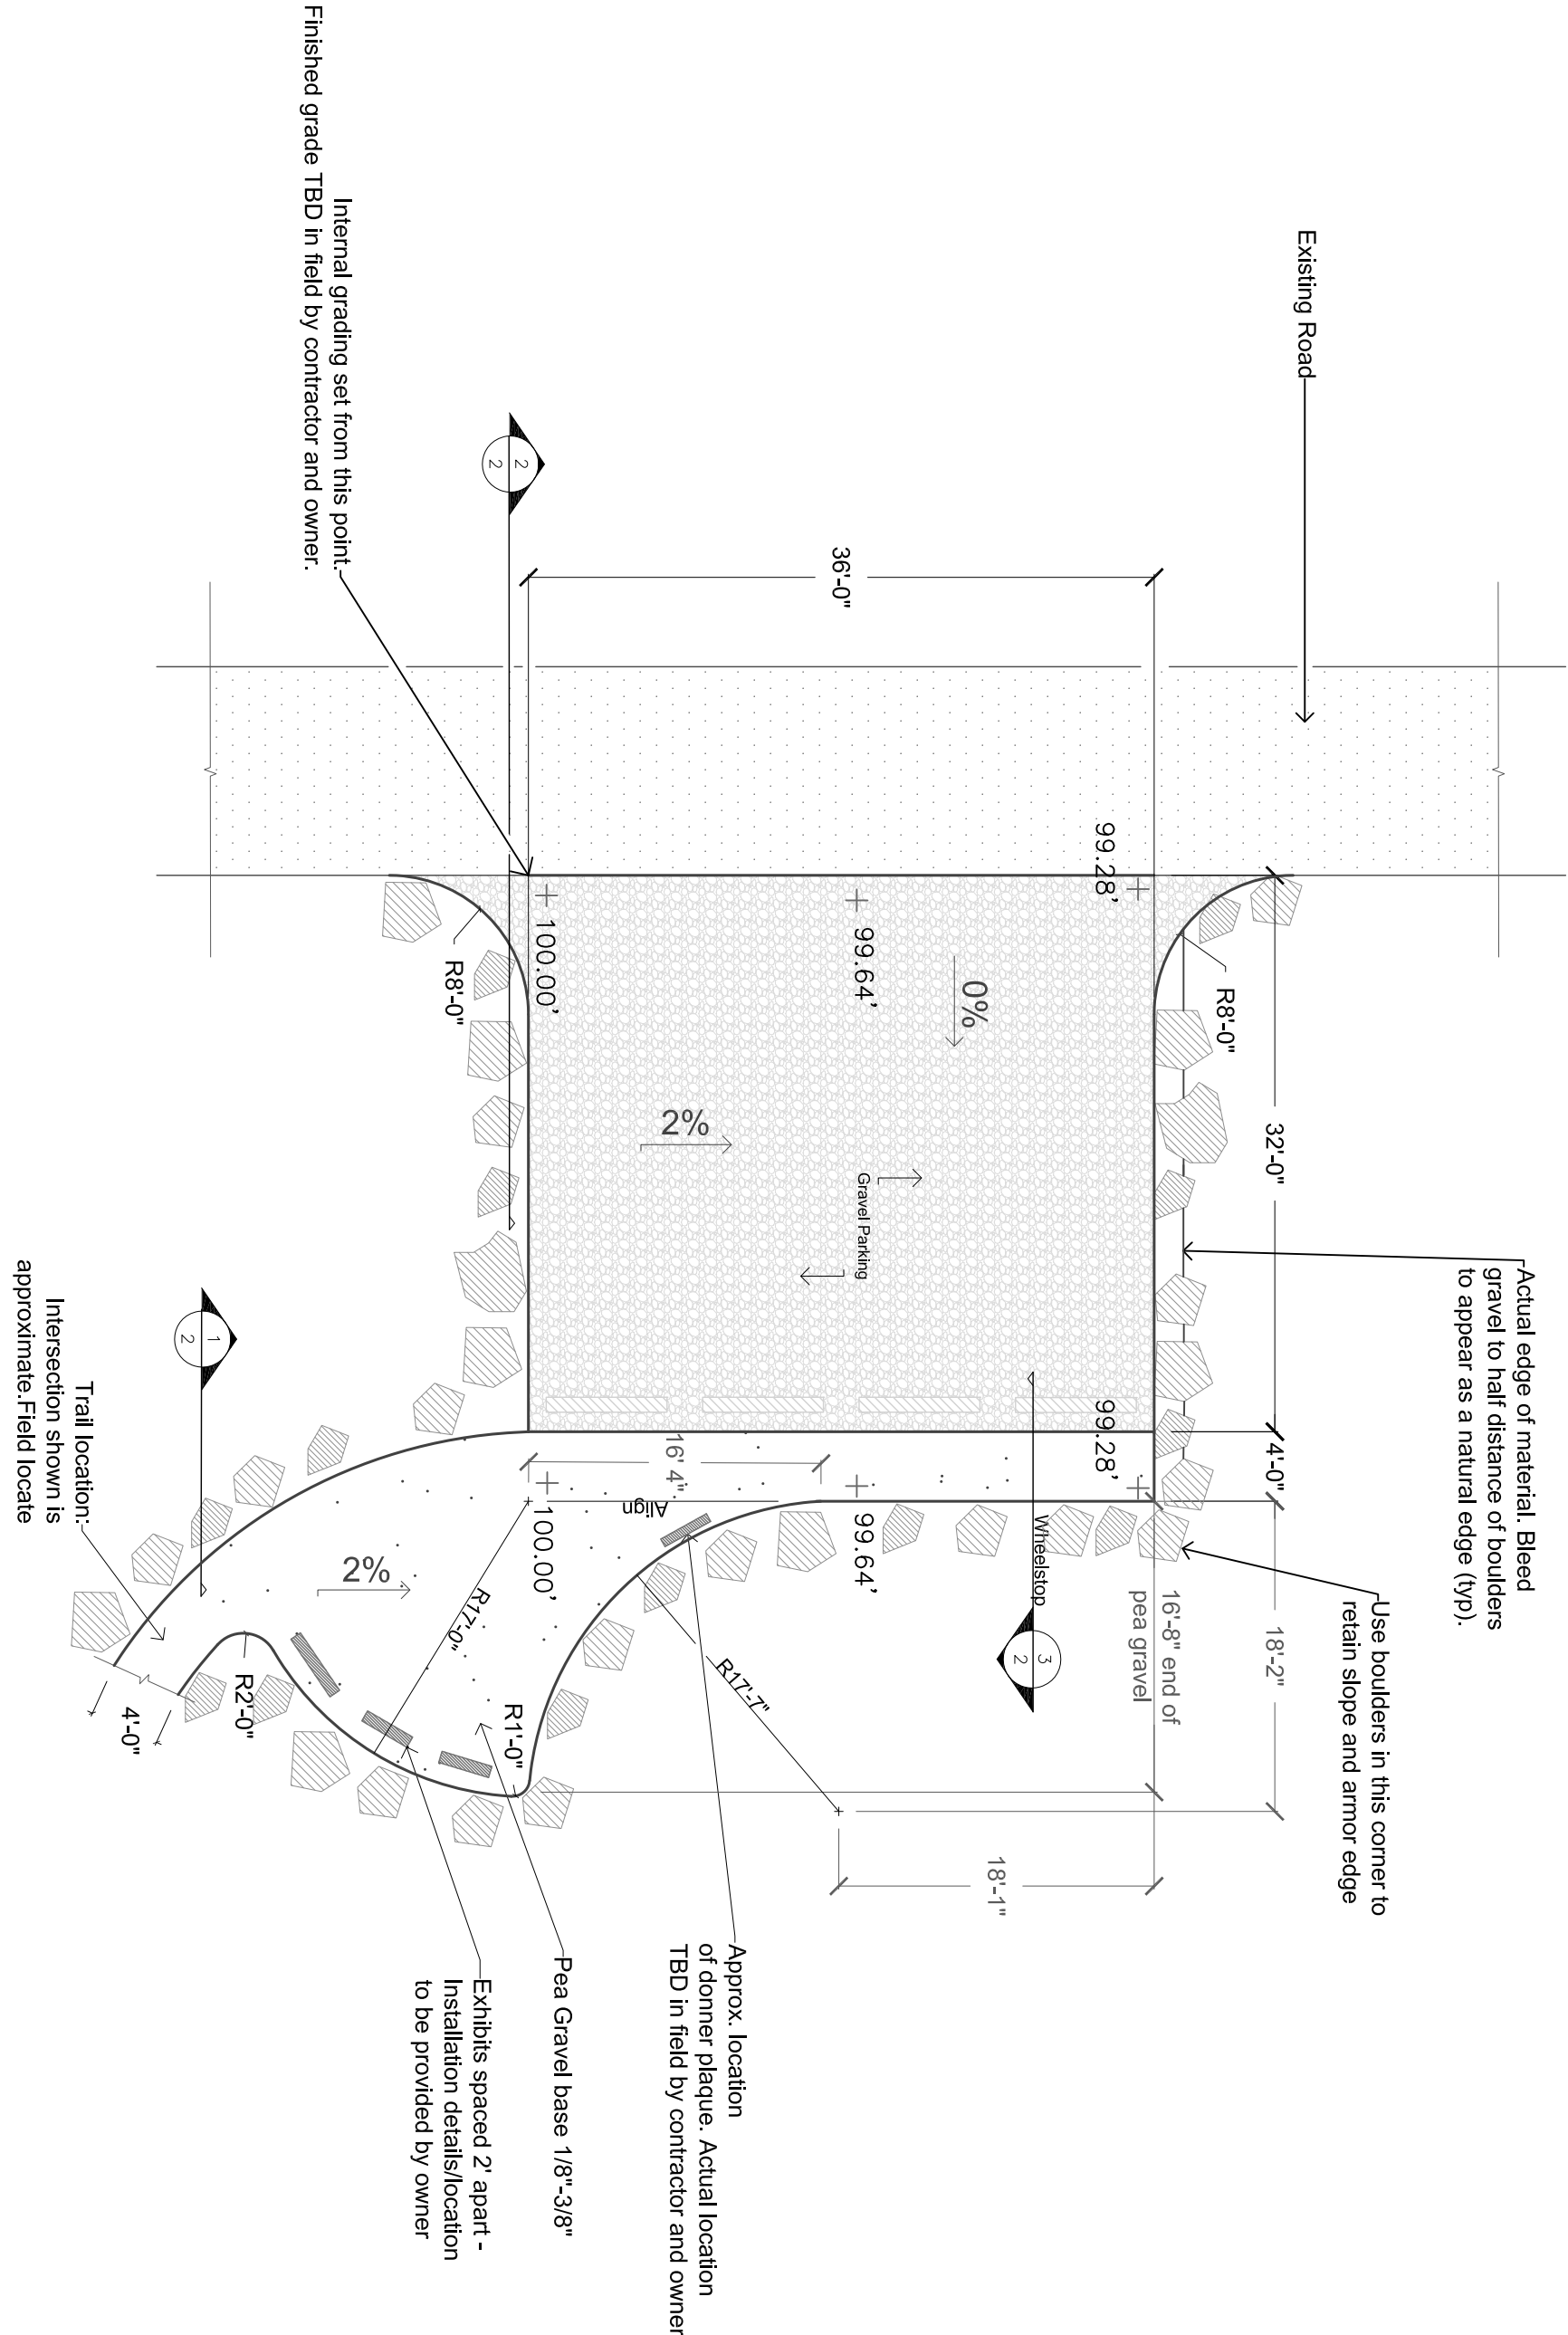 Existing Road
Finished grade TBD in field by contractor and owner.
Internal grading set from this point.
36'-0"
2
2
99.28’
99.64’
100.00’
0%
2%
R8'-0"
R8'-0"
32'-0"
Gravel Parking
Actual edge of material. Bleed
gravel to half distance of boulders
to appear as a natural edge (typ).
Use boulders in this corner to
retain slope and armor edge
4'-0"
18'-2"
16'-8" end of
pea gravel
99.28’
99.64’
100.00’
16' 4"
Align
Wheelstop
3
2
18'-1"
R17'-7"
R17'-0"
R1'-0"
R2'-0"
2%
4'-0"
1
2
Trail location:
Intersection shown is
approximate.Field locate
Approx. location
of donner plaque. Actual location
TBD in field by contractor and owner
Pea Gravel base 1/8"-3/8"
Exhibits spaced 2' apart -
Installation details/location
to be provided by owner